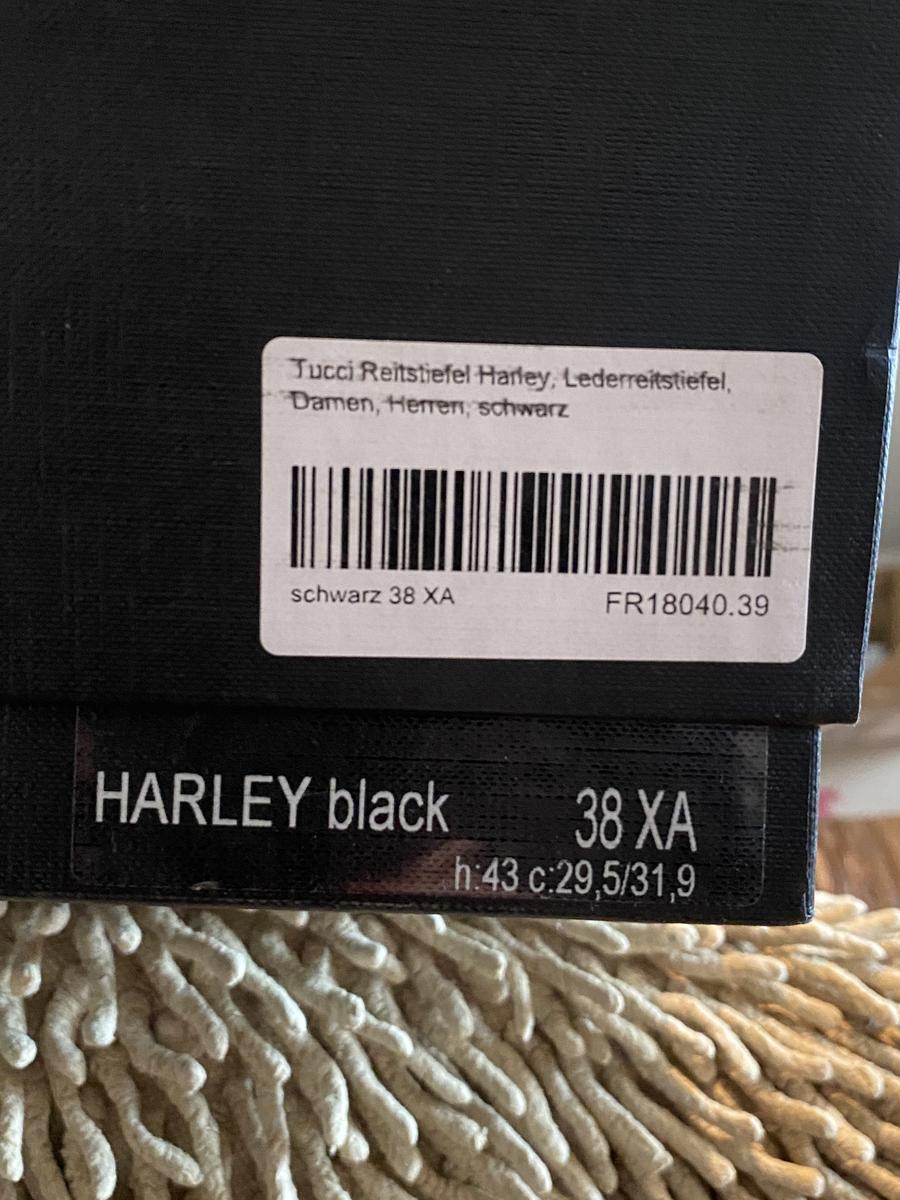 Tucci Reitstiefel Harley, Lederreitstiefel,
Damen, Herren, schwarz
schwarz 38 XA
FR18040.39
HARLEY black
38 XA
h:43 c:29,5/31,9